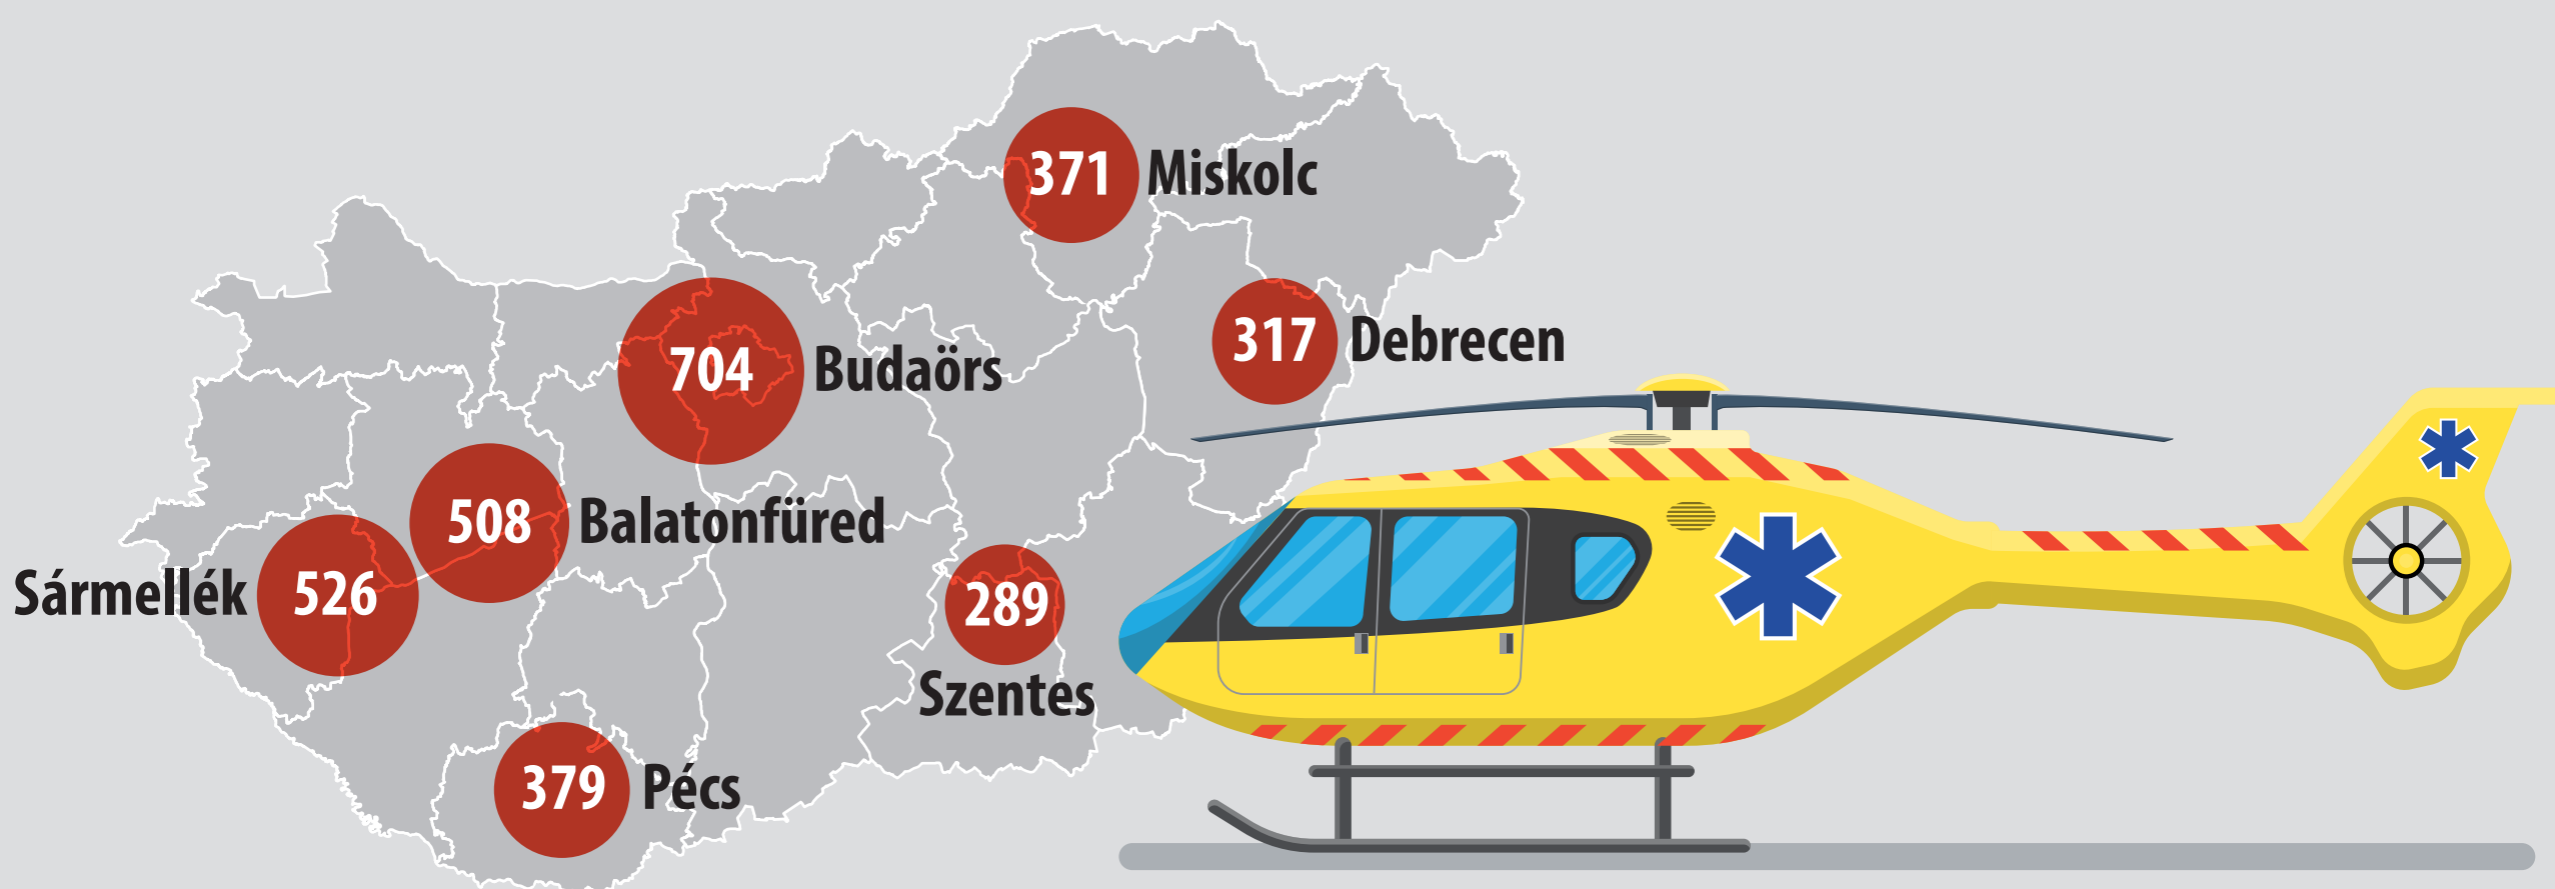 371 Miskolc
317 Debrecen
704 Budaörs
508 Balatonfüred
Sármellék 526
289
Szentes
379 Pécs